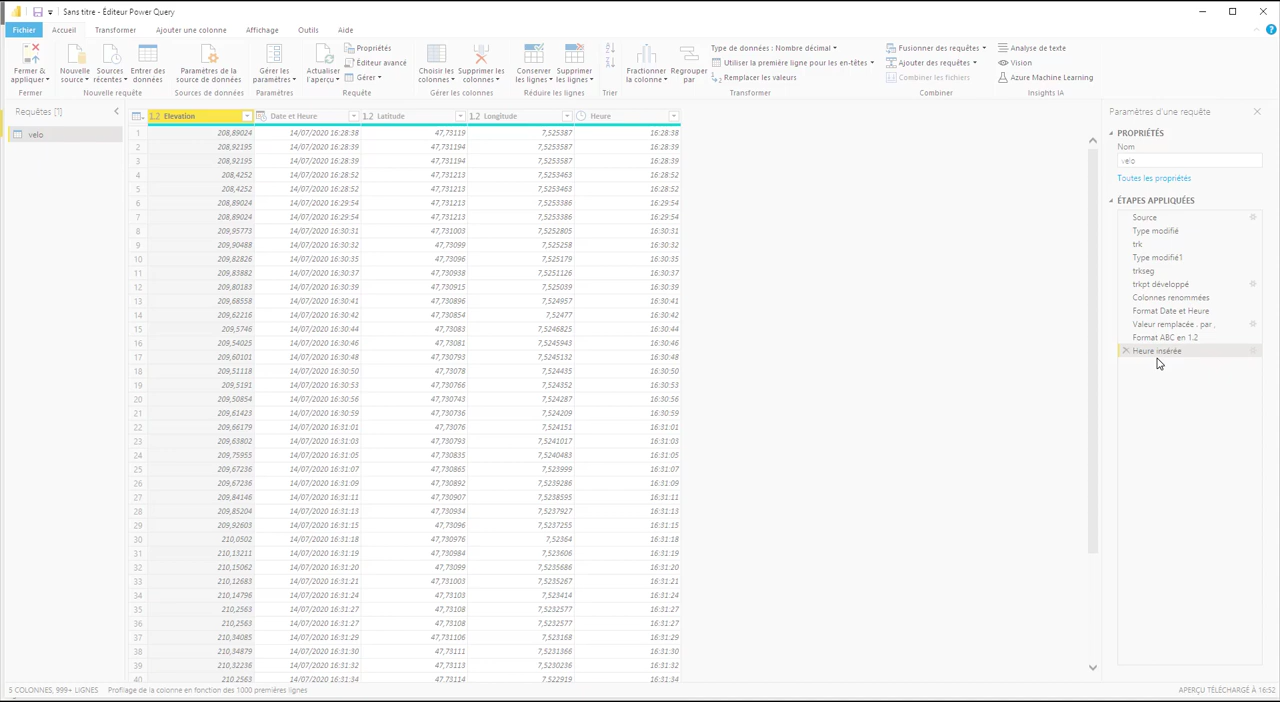 Sans titre - Éditeur Power Query
Fichier Accueil Transformer Ajouter une colonne Affichage Outils Aide
Fermer & appliquer
Nouvelle source
Sources récentes
Entrer des données
Paramètres de la source de données
Gérer les paramètres
Actualiser l'aperçu
Propriétés
Éditeur avancé
Gérer
Choisir les colonnes
Supprimer les colonnes
Conserver les lignes
Supprimer les lignes
Fractionner la colonne
Regrouper par
Type de données : Nombre décimal
Utiliser la première ligne pour les en-têtes
Remplacer les valeurs
Fusionner des requêtes
Ajouter des requêtes
Combiner les fichiers
Analyse de texte
Vision
Azure Machine Learning
Fermer Nouvelle requête Sources de données Paramètres Requête Gérer les colonnes Réduire les lignes Trier Transformer Combiner Insights IA
Requêtes [1]
velo
1.2 Elevation Date et Heure 1.2 Latitude 1.2 Longitude Heure
1 208,89024 14/07/2020 16:28:38 47,73119 7,525387 16:28:38
2 208,92195 14/07/2020 16:28:39 47,731194 7,5253587 16:28:39
3 208,92195 14/07/2020 16:28:39 47,731194 7,5253587 16:28:39
4 208,4252 14/07/2020 16:28:52 47,731213 7,5253463 16:28:52
5 208,4252 14/07/2020 16:28:52 47,731213 7,5253463 16:28:52
6 208,89024 14/07/2020 16:29:54 47,731213 7,5253386 16:29:54
7 208,89024 14/07/2020 16:29:54 47,731213 7,5253386 16:29:54
8 209,95773 14/07/2020 16:30:31 47,731003 7,5252805 16:30:31
9 209,90488 14/07/2020 16:30:32 47,73099 7,525258 16:30:32
10 209,82826 14/07/2020 16:30:35 47,73096 7,525179 16:30:35
11 209,83882 14/07/2020 16:30:37 47,730938 7,5251126 16:30:37
12 209,80183 14/07/2020 16:30:39 47,730915 7,525039 16:30:39
13 209,68558 14/07/2020 16:30:41 47,730896 7,524957 16:30:41
14 209,62216 14/07/2020 16:30:42 47,730854 7,52477 16:30:42
15 209,5746 14/07/2020 16:30:44 47,73083 7,5246825 16:30:44
16 209,54025 14/07/2020 16:30:46 47,73081 7,5245943 16:30:46
17 209,60101 14/07/2020 16:30:48 47,730793 7,5245132 16:30:48
18 209,51118 14/07/2020 16:30:50 47,73078 7,524435 16:30:50
19 209,5191 14/07/2020 16:30:53 47,730766 7,524352 16:30:53
20 209,50854 14/07/2020 16:30:56 47,730743 7,524287 16:30:56
21 209,61423 14/07/2020 16:30:59 47,730736 7,524209 16:30:59
22 209,66179 14/07/2020 16:31:01 47,73076 7,524151 16:31:01
23 209,63802 14/07/2020 16:31:03 47,730793 7,5241017 16:31:03
24 209,75955 14/07/2020 16:31:05 47,730835 7,5240483 16:31:05
25 209,67236 14/07/2020 16:31:07 47,730865 7,523999 16:31:07
26 209,67236 14/07/2020 16:31:09 47,730892 7,5239286 16:31:09
27 209,84146 14/07/2020 16:31:11 47,730907 7,5238595 16:31:11
28 209,85204 14/07/2020 16:31:13 47,730934 7,5237927 16:31:13
29 209,92603 14/07/2020 16:31:15 47,73096 7,5237255 16:31:15
30 210,0502 14/07/2020 16:31:18 47,730976 7,52364 16:31:18
31 210,13211 14/07/2020 16:31:19 47,730984 7,523606 16:31:19
32 210,15062 14/07/2020 16:31:20 47,73099 7,5235686 16:31:20
33 210,12683 14/07/2020 16:31:21 47,731003 7,5235267 16:31:21
34 210,14796 14/07/2020 16:31:24 47,73103 7,523414 16:31:24
35 210,2563 14/07/2020 16:31:27 47,73108 7,5232577 16:31:27
36 210,2563 14/07/2020 16:31:27 47,73108 7,5232577 16:31:27
37 210,34085 14/07/2020 16:31:29 47,731106 7,523168 16:31:29
38 210,34879 14/07/2020 16:31:30 47,73111 7,5231366 16:31:30
39 210,32236 14/07/2020 16:31:32 47,73113 7,5230236 16:31:32
40 210,2563 14/07/2020 16:31:34 47,73114 7,522919 16:31:34
Paramètres d'une requête
PROPRIÉTÉS
Nom
velo
Toutes les propriétés
ÉTAPES APPLIQUÉES
Source
Type modifié
trk
Type modifié1
trkseg
trkpt développé
Colonnes renommées
Format Date et Heure
Valeur remplacée . par ,
Format ABC en 1.2
Heure insérée
5 COLONNES, 999+ LIGNES Profilage de la colonne en fonction des 1000 premières lignes
APERÇU TÉLÉCHARGÉ À 16:52